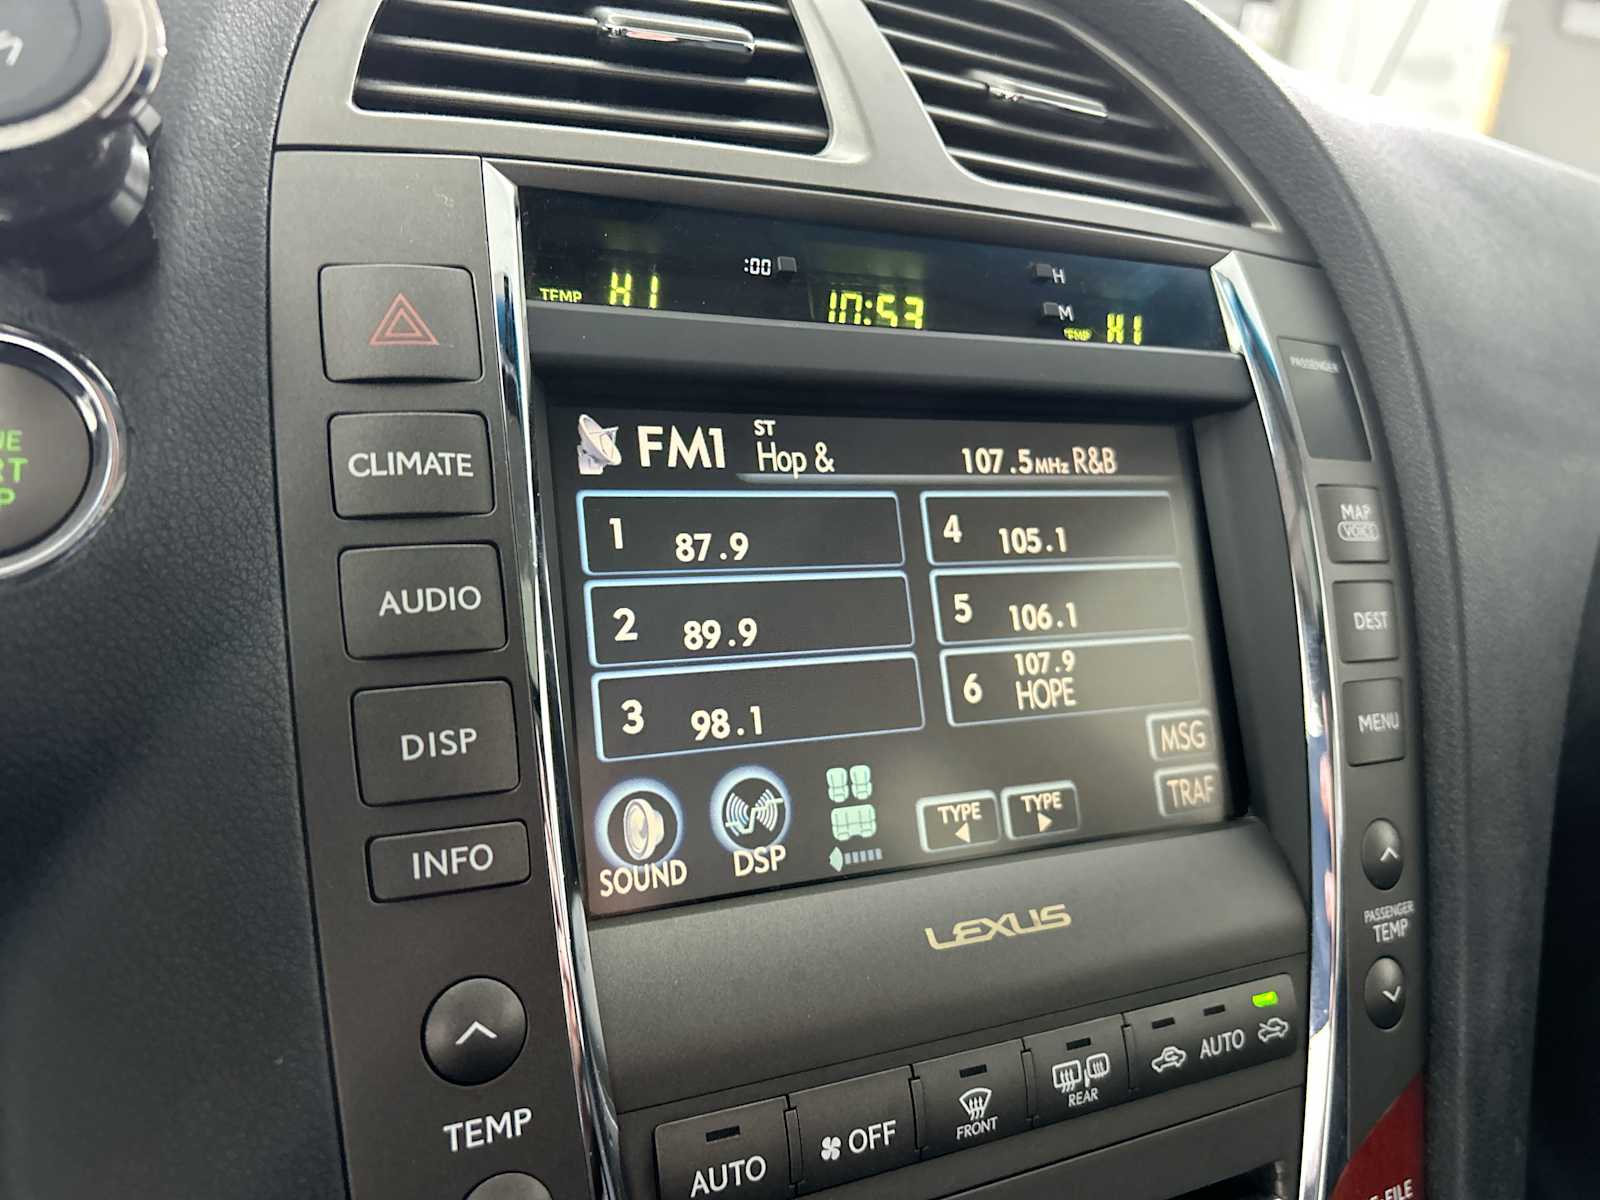 :00
H
TEMP HI
10:53
M
TEMP HI
PASSENGER
FM1
ST
Hop &
107.5MHz R&B
1 87.9
4 105.1
2 89.9
5 106.1
3 98.1
6 107.9
HOPE
MSG
TRAF
TYPE
TYPE
SOUND
DSP
CLIMATE
AUDIO
DISP
INFO
MAP
VOICE
DEST
MENU
LEXUS
PASSENGER
TEMP
TEMP
AUTO
OFF
FRONT
REAR
AUTO